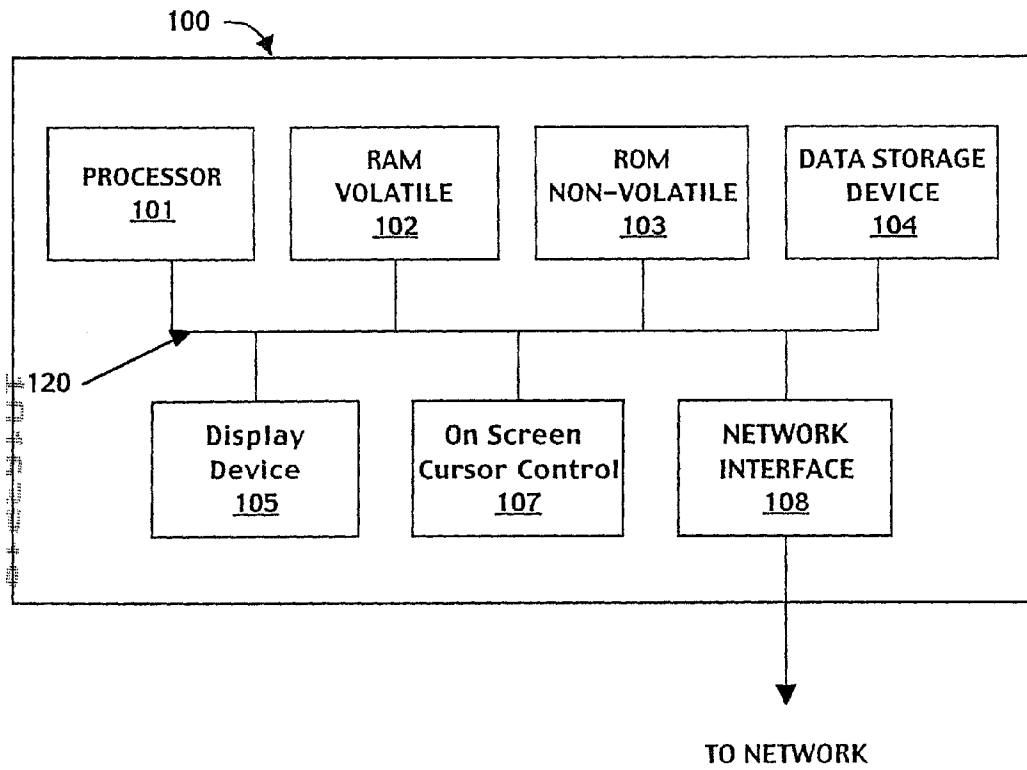 100
PROCESSOR
101
RAM
VOLATILE
102
ROM
NON-VOLATILE
103
DATA STORAGE
DEVICE
104
120
Display
Device
105
On Screen
Cursor Control
107
NETWORK
INTERFACE
108
TO NETWORK